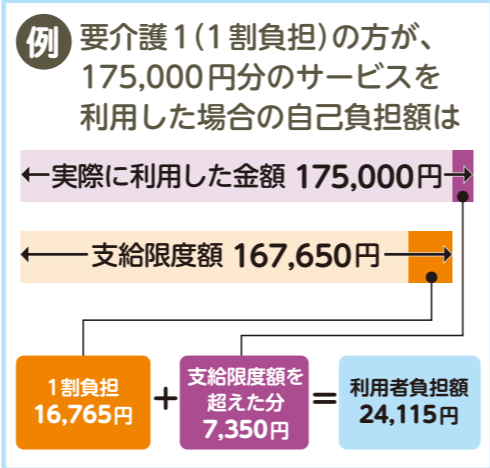 例
要介護1(1割負担)の方が、
175,000円分のサービスを
利用した場合の自己負担額は
実際に利用した金額 175,000円
支給限度額 167,650円
1割負担
16,765円
+
支給限度額を
超えた分
7,350円
=
利用者負担額
24,115円